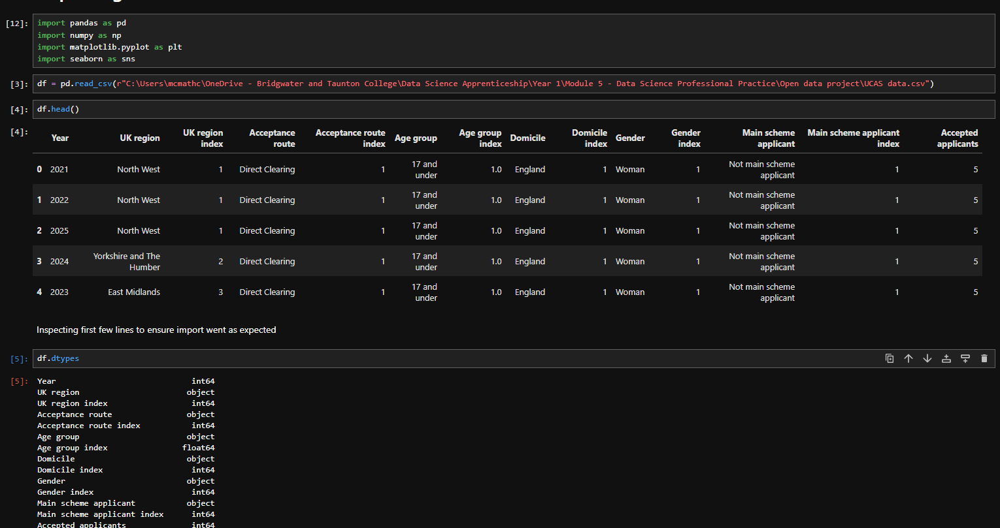 [12]: import pandas as pd
import numpy as np
import matplotlib.pyplot as plt
import seaborn as sns
[3]: df = pd.read_csv(r"C:\Users\mcmathc\OneDrive - Bridgwater and Taunton College\Data Science Apprenticeship\Year 1\Module 5 - Data Science Professional Practice\Open data project\UCAS data.csv")
[4]: df.head()
[4]: Year UK region UK region index Acceptance route Acceptance route index Age group Age group index Domicile Domicile index Gender Gender index Main scheme applicant Main scheme applicant index Accepted applicants
0 2021 North West 1 Direct Clearing 1 17 and under 1.0 England 1 Woman 1 Not main scheme applicant 1 5
1 2022 North West 1 Direct Clearing 1 17 and under 1.0 England 1 Woman 1 Not main scheme applicant 1 5
2 2025 North West 1 Direct Clearing 1 17 and under 1.0 England 1 Woman 1 Not main scheme applicant 1 5
3 2024 Yorkshire and The Humber 2 Direct Clearing 1 17 and under 1.0 England 1 Woman 1 Not main scheme applicant 1 5
4 2023 East Midlands 3 Direct Clearing 1 17 and under 1.0 England 1 Woman 1 Not main scheme applicant 1 5
Inspecting first few lines to ensure import went as expected
[5]: df.dtypes
[5]: Year int64
UK region object
UK region index int64
Acceptance route object
Acceptance route index int64
Age group object
Age group index float64
Domicile object
Domicile index int64
Gender object
Gender index int64
Main scheme applicant object
Main scheme applicant index int64
Accepted applicants int64